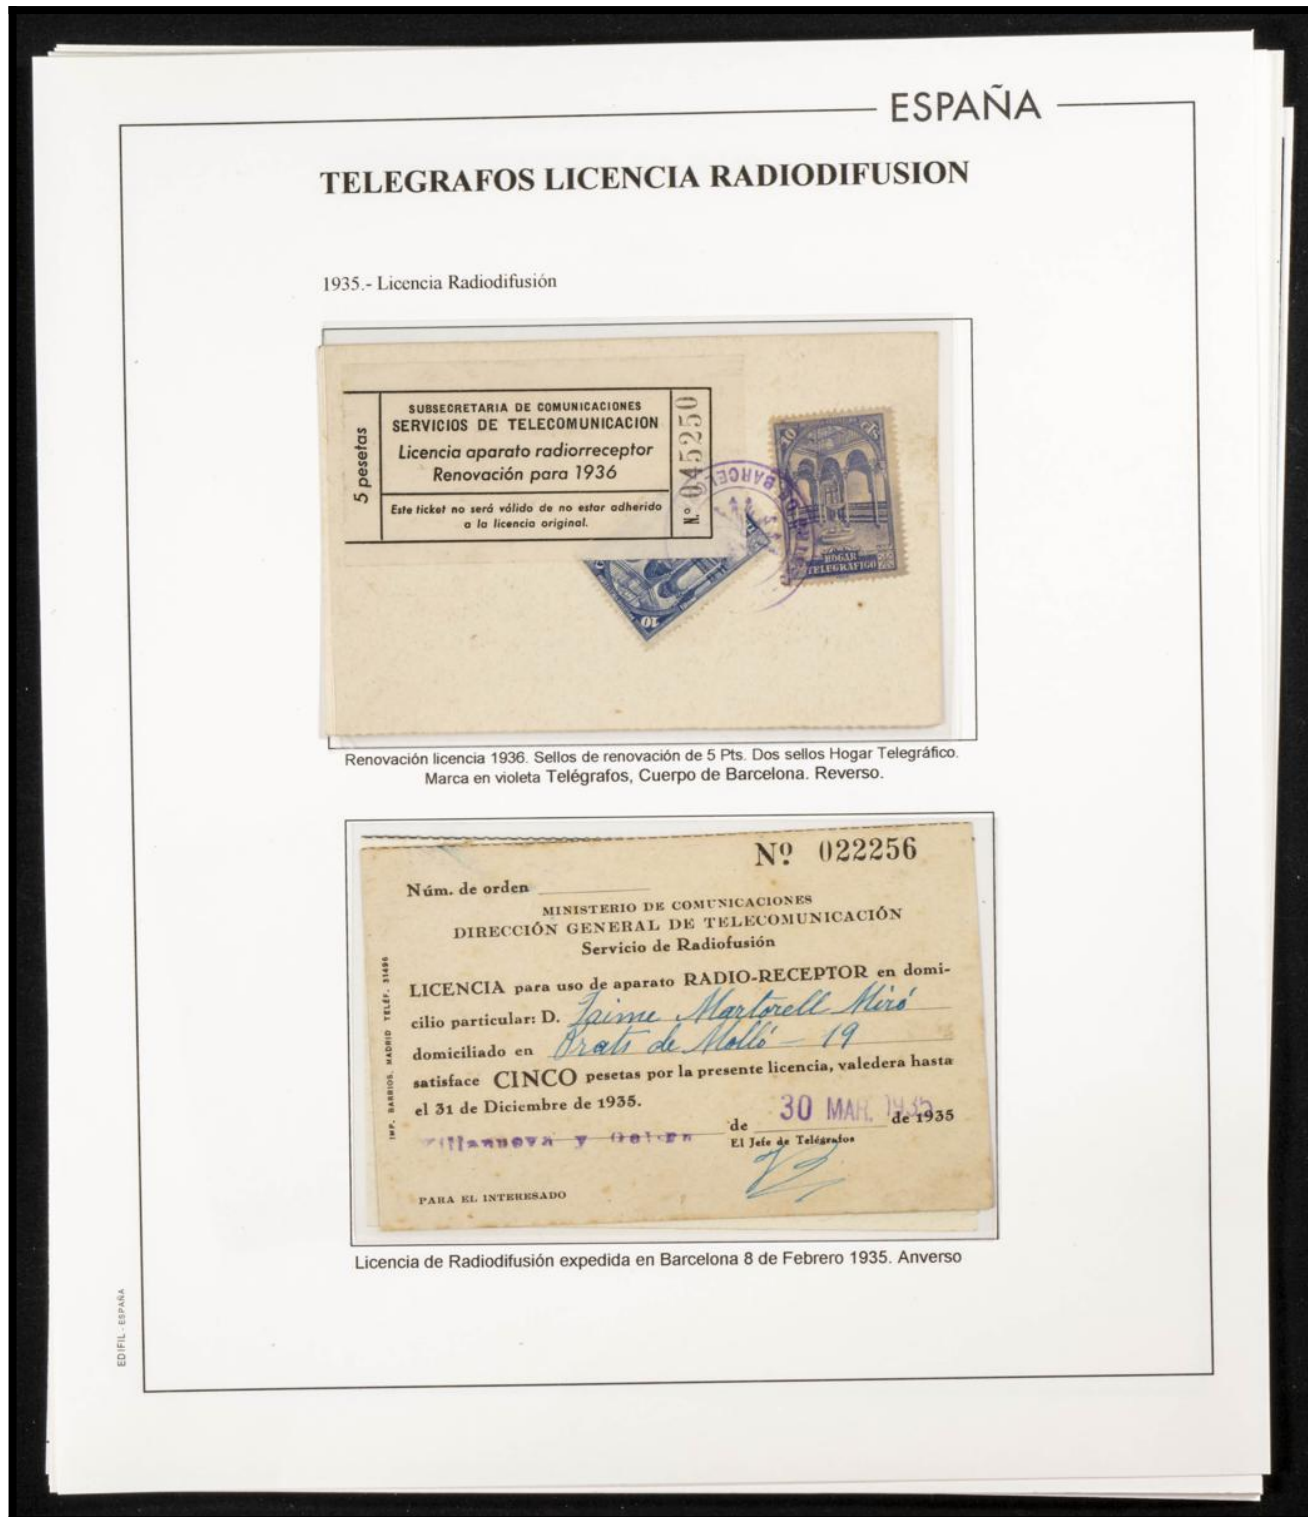 ESPAÑA
TELEGRAFOS LICENCIA RADIODIFUSION
1935.- Licencia Radiodifusión
5 pesetas
SUBSECRETARIA DE COMUNICACIONES
SERVICIOS DE TELECOMUNICACION
Licencia aparato radiorreceptor
Renovación para 1936
Este ticket no será válido de no estar adherido
a la licencia original.
N.º 045250
10
HOGAR
TELEGRAFICO
10
Renovación licencia 1936. Sellos de renovación de 5 Pts. Dos sellos Hogar Telegráfico.
Marca en violeta Telégrafos, Cuerpo de Barcelona. Reverso.
Nº 022256
Núm. de orden
MINISTERIO DE COMUNICACIONES
DIRECCIÓN GENERAL DE TELECOMUNICACIÓN
Servicio de Radiofusión
LICENCIA para uso de aparato RADIO-RECEPTOR en domi-
cilio particular: D. Jaime Martorell Miró
domiciliado en Prats de Molló - 19
satisface CINCO pesetas por la presente licencia, valedera hasta
el 31 de Diciembre de 1935.
Villanueva y Geltrú de 30 MAR. 1935 de 1935
El Jefe de Telégrafos
PARA EL INTERESADO
IMP. BARRIOS. MADRID TELÉF. 31496
Licencia de Radiodifusión expedida en Barcelona 8 de Febrero 1935. Anverso
EDIFIL - ESPAÑA